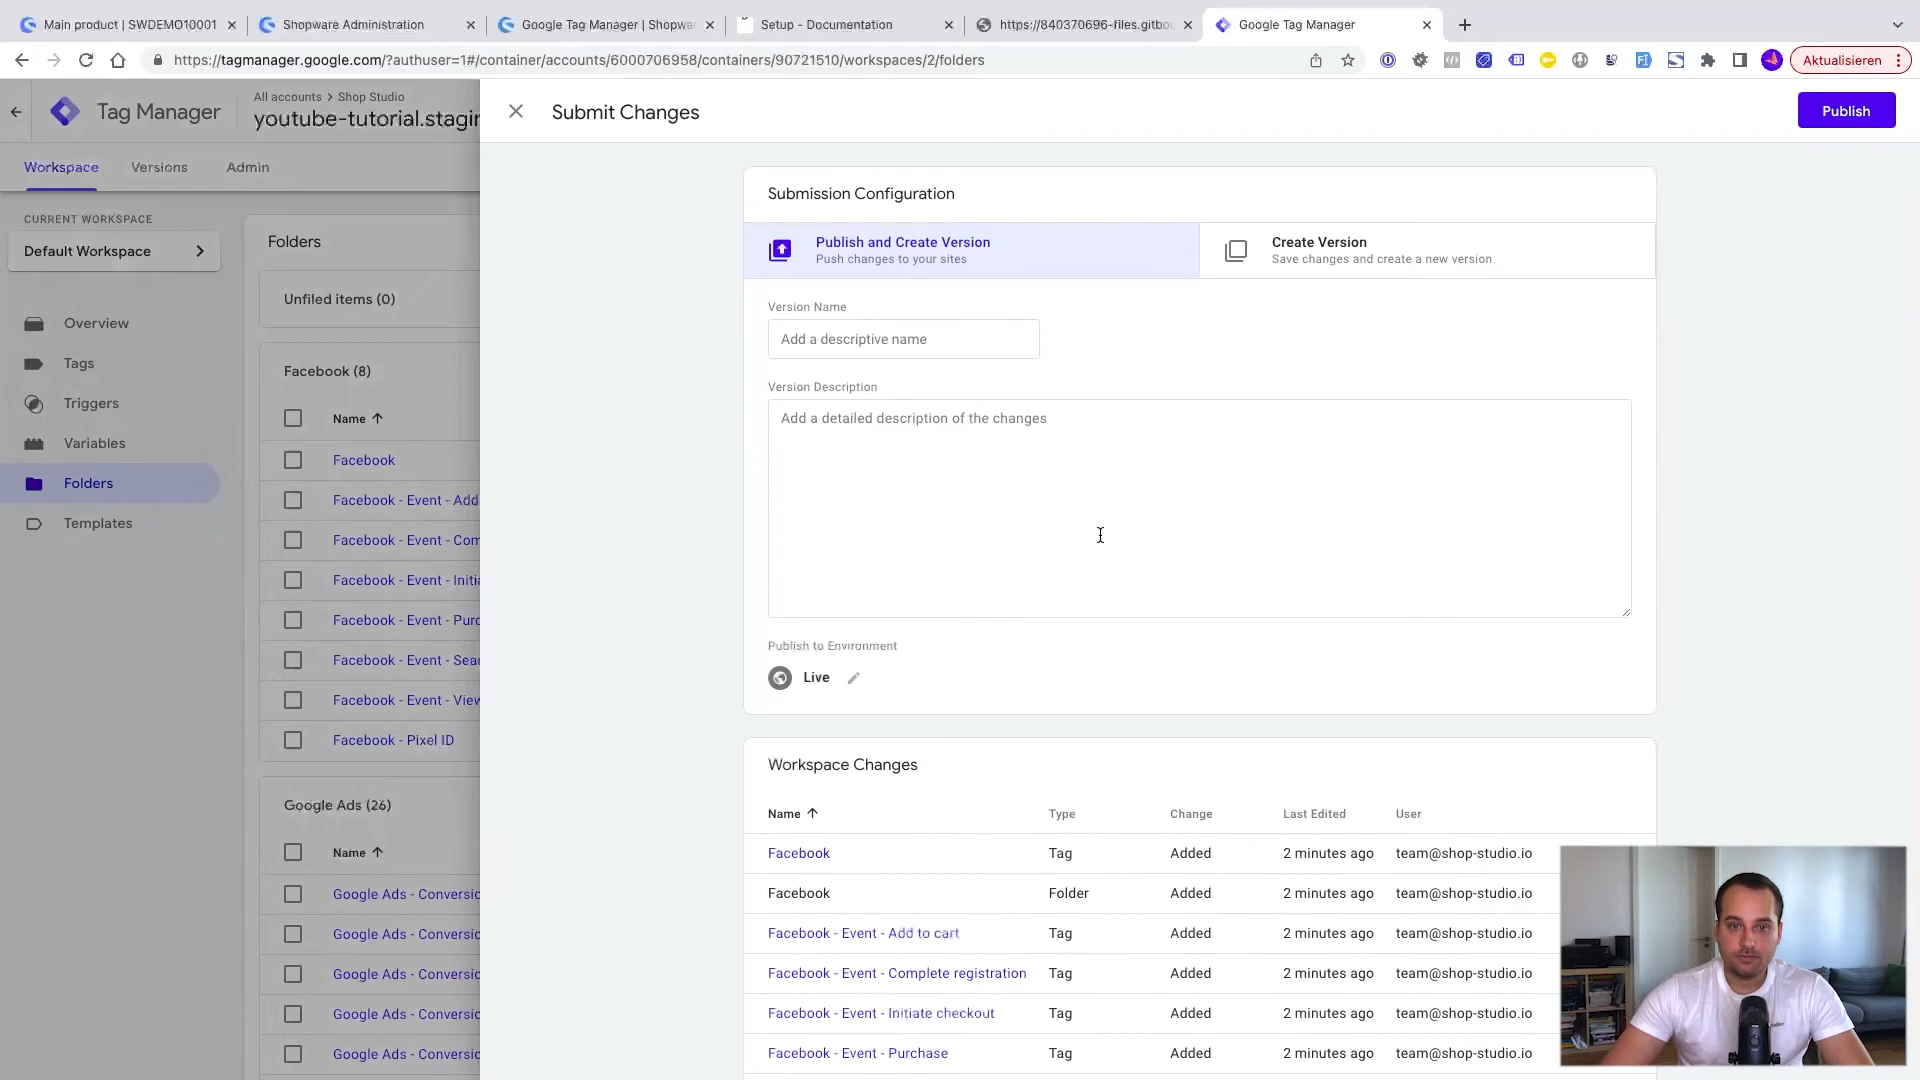 Main product | SWDEMO10001
Shopware Administration
Google Tag Manager | Shopwar
Setup - Documentation
https://840370696-files.gitboo
Google Tag Manager
https://tagmanager.google.com/?authuser=1#/container/accounts/6000706958/containers/90721510/workspaces/2/folders
Aktualisieren
Tag Manager
All accounts > Shop Studio
youtube-tutorial.stagin
Submit Changes
Publish
Workspace
Versions
Admin
CURRENT WORKSPACE
Default Workspace
Overview
Tags
Triggers
Variables
Folders
Templates
Folders
Unfiled items (0)
Facebook (8)
Name
Facebook
Facebook - Event - Add
Facebook - Event - Com
Facebook - Event - Initia
Facebook - Event - Purc
Facebook - Event - Sear
Facebook - Event - View
Facebook - Pixel ID
Google Ads (26)
Name
Google Ads - Conversio
Google Ads - Conversio
Google Ads - Conversio
Google Ads - Conversio
Google Ads - Conversio
Submission Configuration
Publish and Create Version
Push changes to your sites
Create Version
Save changes and create a new version
Version Name
Add a descriptive name
Version Description
Add a detailed description of the changes
Publish to Environment
Live
Workspace Changes
Name Type Change Last Edited User
Facebook Tag Added 2 minutes ago team@shop-studio.io
Facebook Folder Added 2 minutes ago team@shop-studio.io
Facebook - Event - Add to cart Tag Added 2 minutes ago team@shop-studio.io
Facebook - Event - Complete registration Tag Added 2 minutes ago team@shop-studio.io
Facebook - Event - Initiate checkout Tag Added 2 minutes ago team@shop-studio.io
Facebook - Event - Purchase Tag Added 2 minutes ago team@shop-studio.io